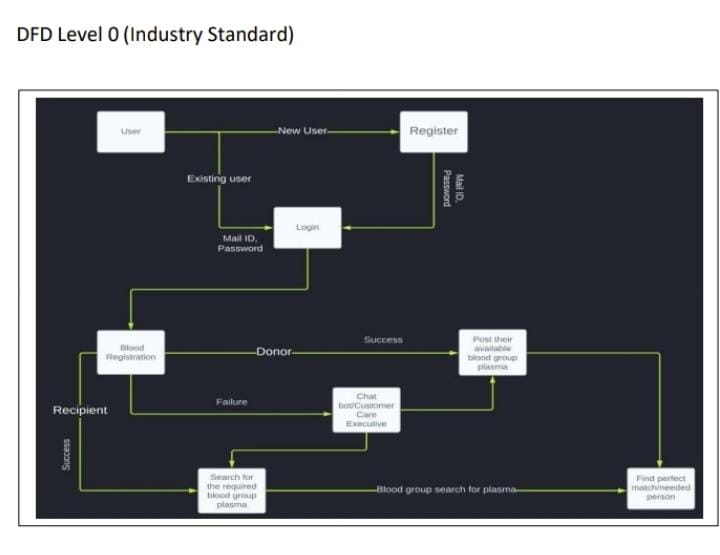 DFD Level 0 (Industry Standard)
User
New User
Register
Existing user
Mail ID,
Password
Login
Mail ID,
Password
Blood
Registration
Donor
Success
Post their
available
blood group
plasma
Recipient
Failure
Chat
bot/Customer
Care
Executive
Success
Search for
the required
blood group
plasma
Blood group search for plasma
Find perfect
match/needed
person